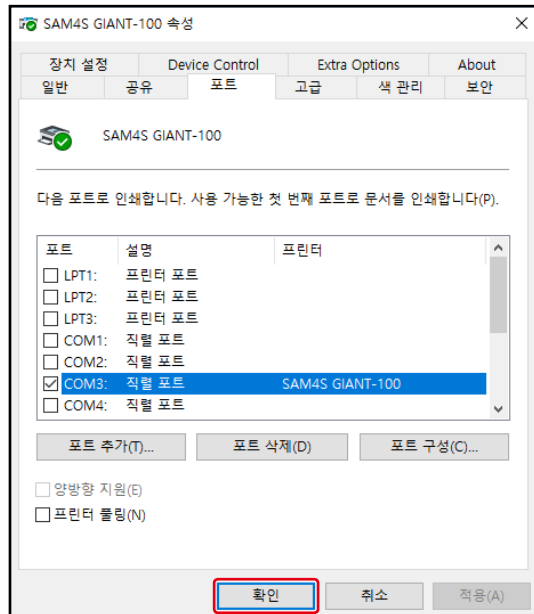 SAM4S GIANT-100 속성
장치 설정 Device Control Extra Options About
일반 공유 포트 고급 색 관리 보안
SAM4S GIANT-100
다음 포트로 인쇄합니다. 사용 가능한 첫 번째 포트로 문서를 인쇄합니다(P).
포트 설명 프린터
LPT1: 프린터 포트
LPT2: 프린터 포트
LPT3: 프린터 포트
COM1: 직렬 포트
COM2: 직렬 포트
COM3: 직렬 포트 SAM4S GIANT-100
COM4: 직렬 포트
포트 추가(T)... 포트 삭제(D) 포트 구성(C)...
양방향 지원(E)
프린터 풀링(N)
확인 취소 적용(A)